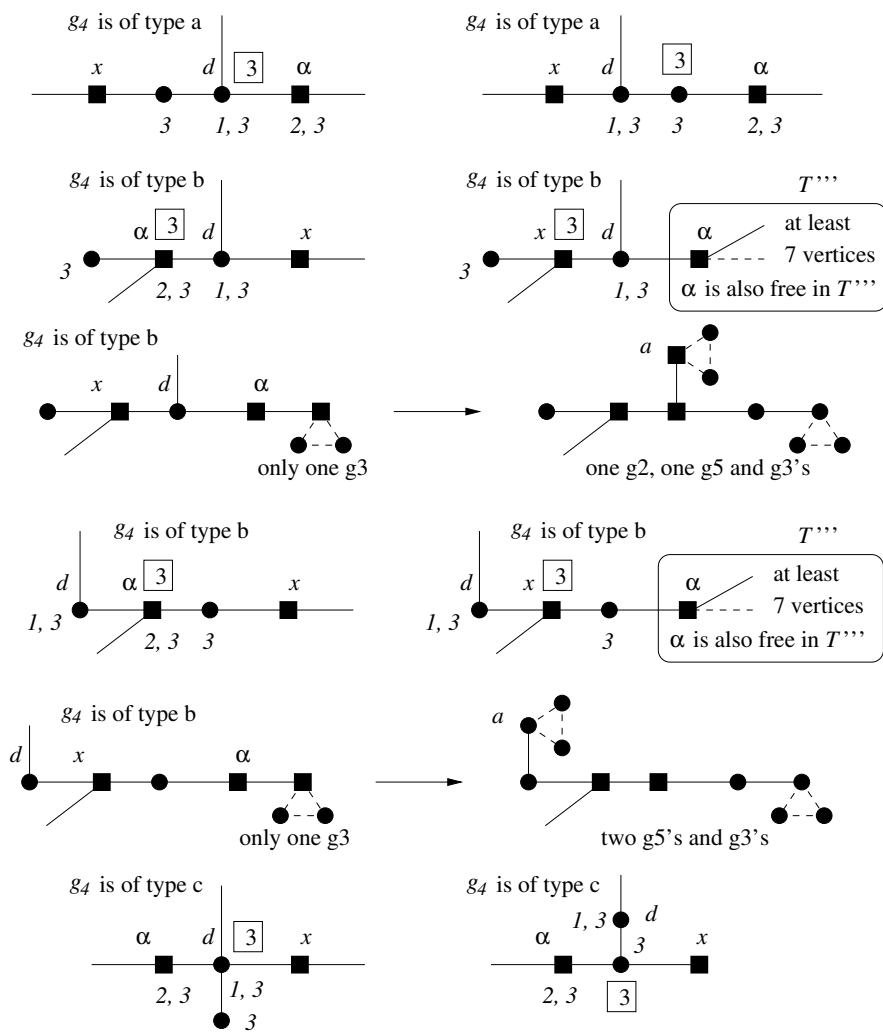 g4 is of type a
x d 3 α
3 1, 3 2, 3
g4 is of type a
x d 3 α
1, 3 3 2, 3
g4 is of type b
α 3 d x
3 2, 3 1, 3
g4 is of type b T’’’
x 3 d α at least
3 1, 3 7 vertices
α is also free in T’’’
g4 is of type b
x d α
only one g3
a
one g2, one g5 and g3’s
g4 is of type b
d α 3 x
1, 3 2, 3 3
g4 is of type b T’’’
d x 3 α at least
1, 3 3 7 vertices
α is also free in T’’’
g4 is of type b
d x α
only one g3
a
two g5’s and g3’s
g4 is of type c
α d 3 x
2, 3 1, 3
3
g4 is of type c
1, 3 d
α 3 x
2, 3 3